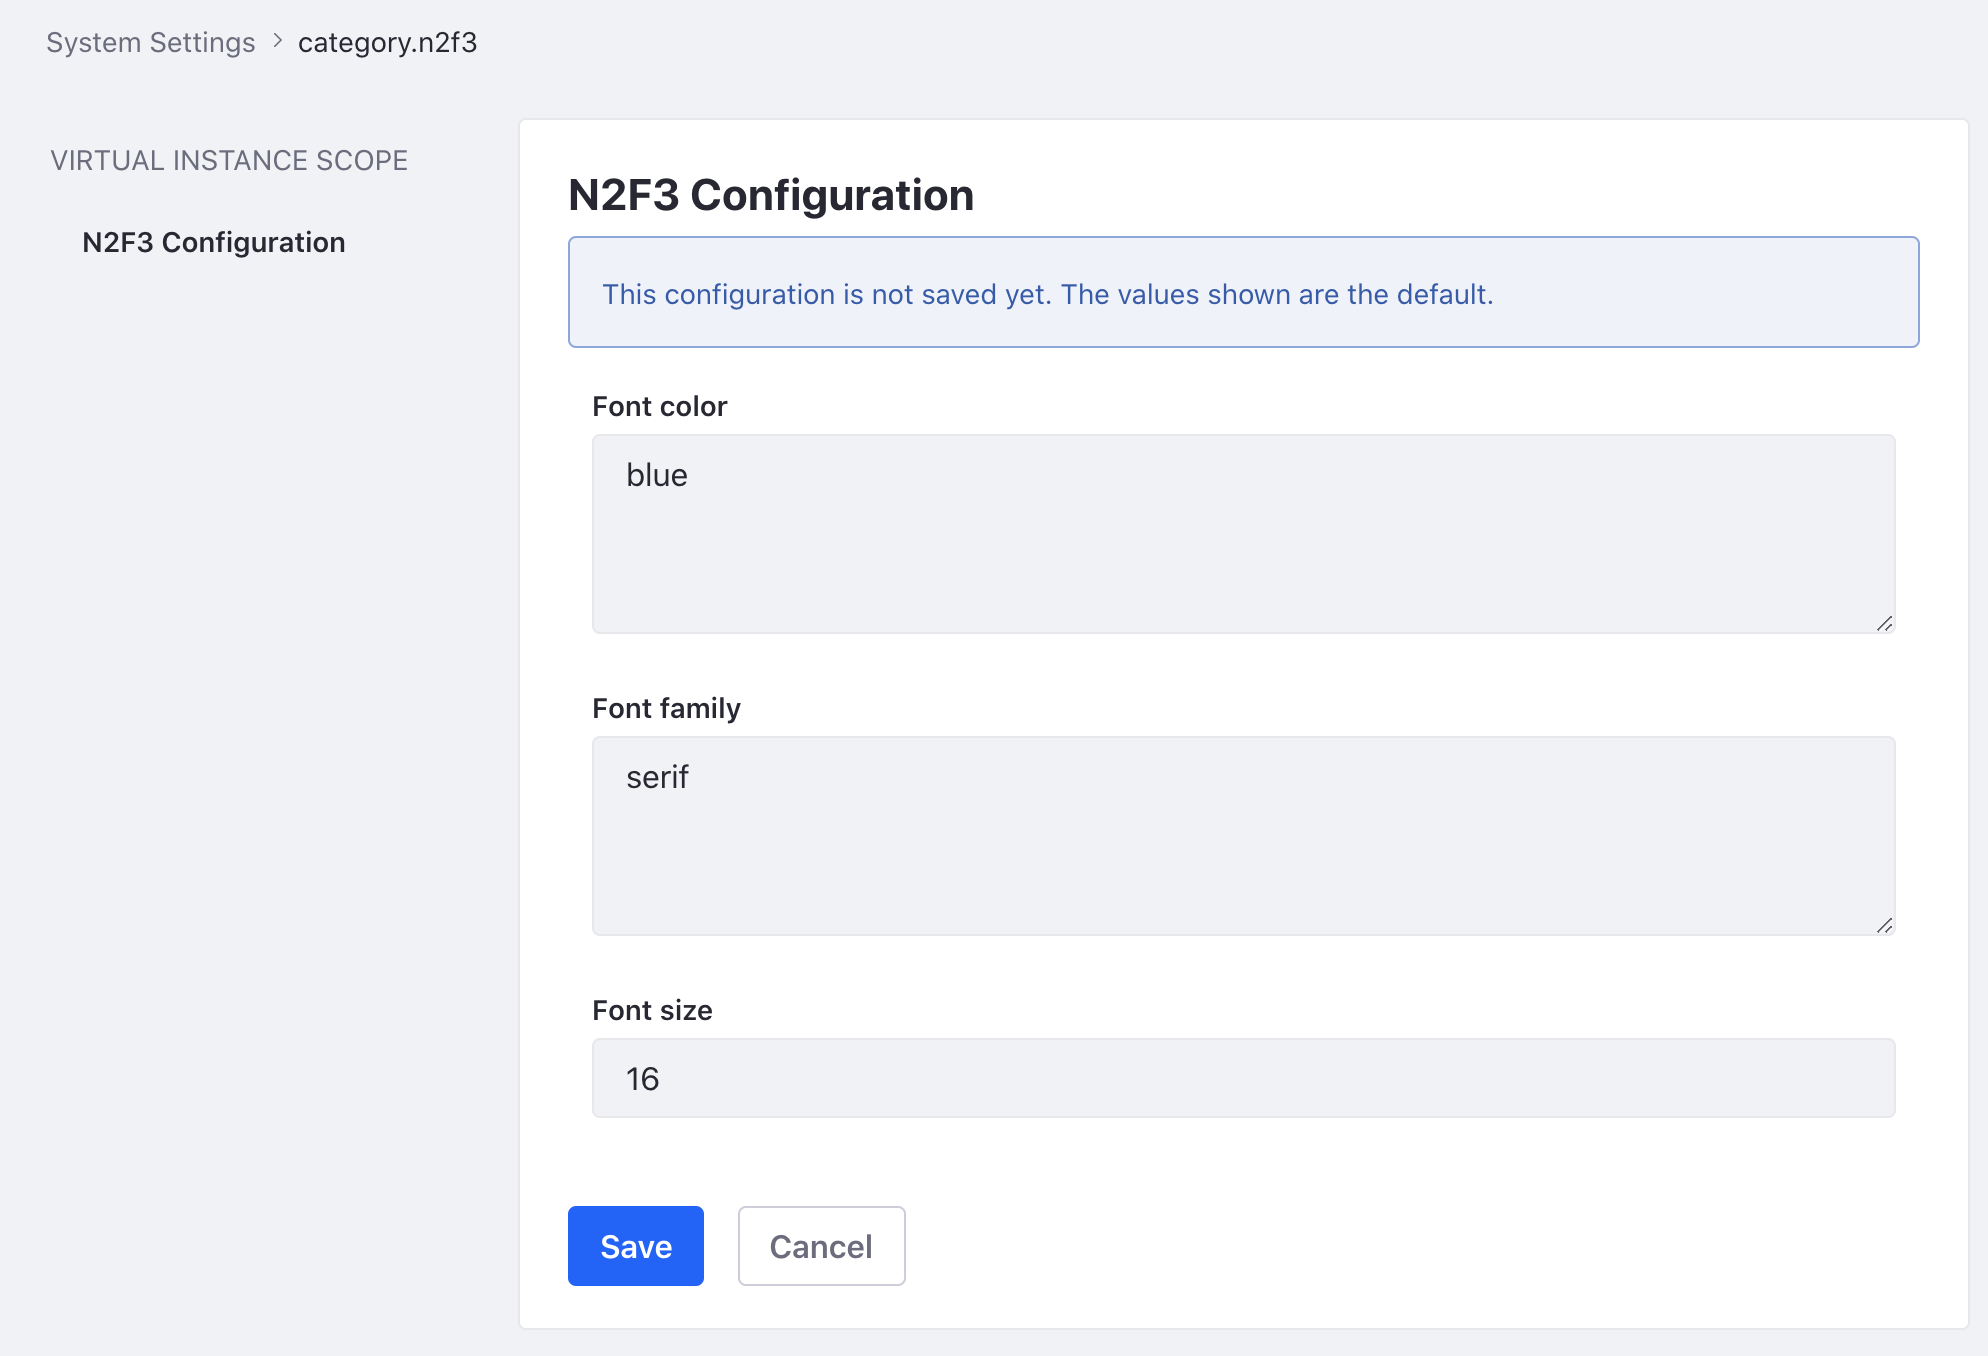 System Settings > category.n2f3
VIRTUAL INSTANCE SCOPE
N2F3 Configuration
N2F3 Configuration
This configuration is not saved yet. The values shown are the default.
Font color
blue
Font family
serif
Font size
16
Save
Cancel